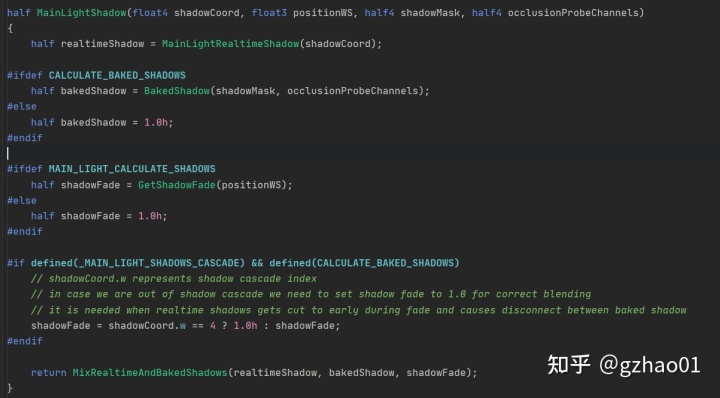 half MainLightShadow(float4 shadowCoord, float3 positionWS, half4 shadowMask, half4 occlusionProbeChannels)
{
    half realtimeShadow = MainLightRealtimeShadow(shadowCoord);

#ifdef CALCULATE_BAKED_SHADOWS
    half bakedShadow = BakedShadow(shadowMask, occlusionProbeChannels);
#else
    half bakedShadow = 1.0h;
#endif

#ifdef MAIN_LIGHT_CALCULATE_SHADOWS
    half shadowFade = GetShadowFade(positionWS);
#else
    half shadowFade = 1.0h;
#endif

#if defined(_MAIN_LIGHT_SHADOWS_CASCADE) && defined(CALCULATE_BAKED_SHADOWS)
    // shadowCoord.w represents shadow cascade index
    // in case we are out of shadow cascade we need to set shadow fade to 1.0 for correct blending
    // it is needed when realtime shadows gets cut to early during fade and causes disconnect between baked shadow
    shadowFade = shadowCoord.w == 4 ? 1.0h : shadowFade;
#endif

    return MixRealtimeAndBakedShadows(realtimeShadow, bakedShadow, shadowFade);
}
知乎 @gzhao01